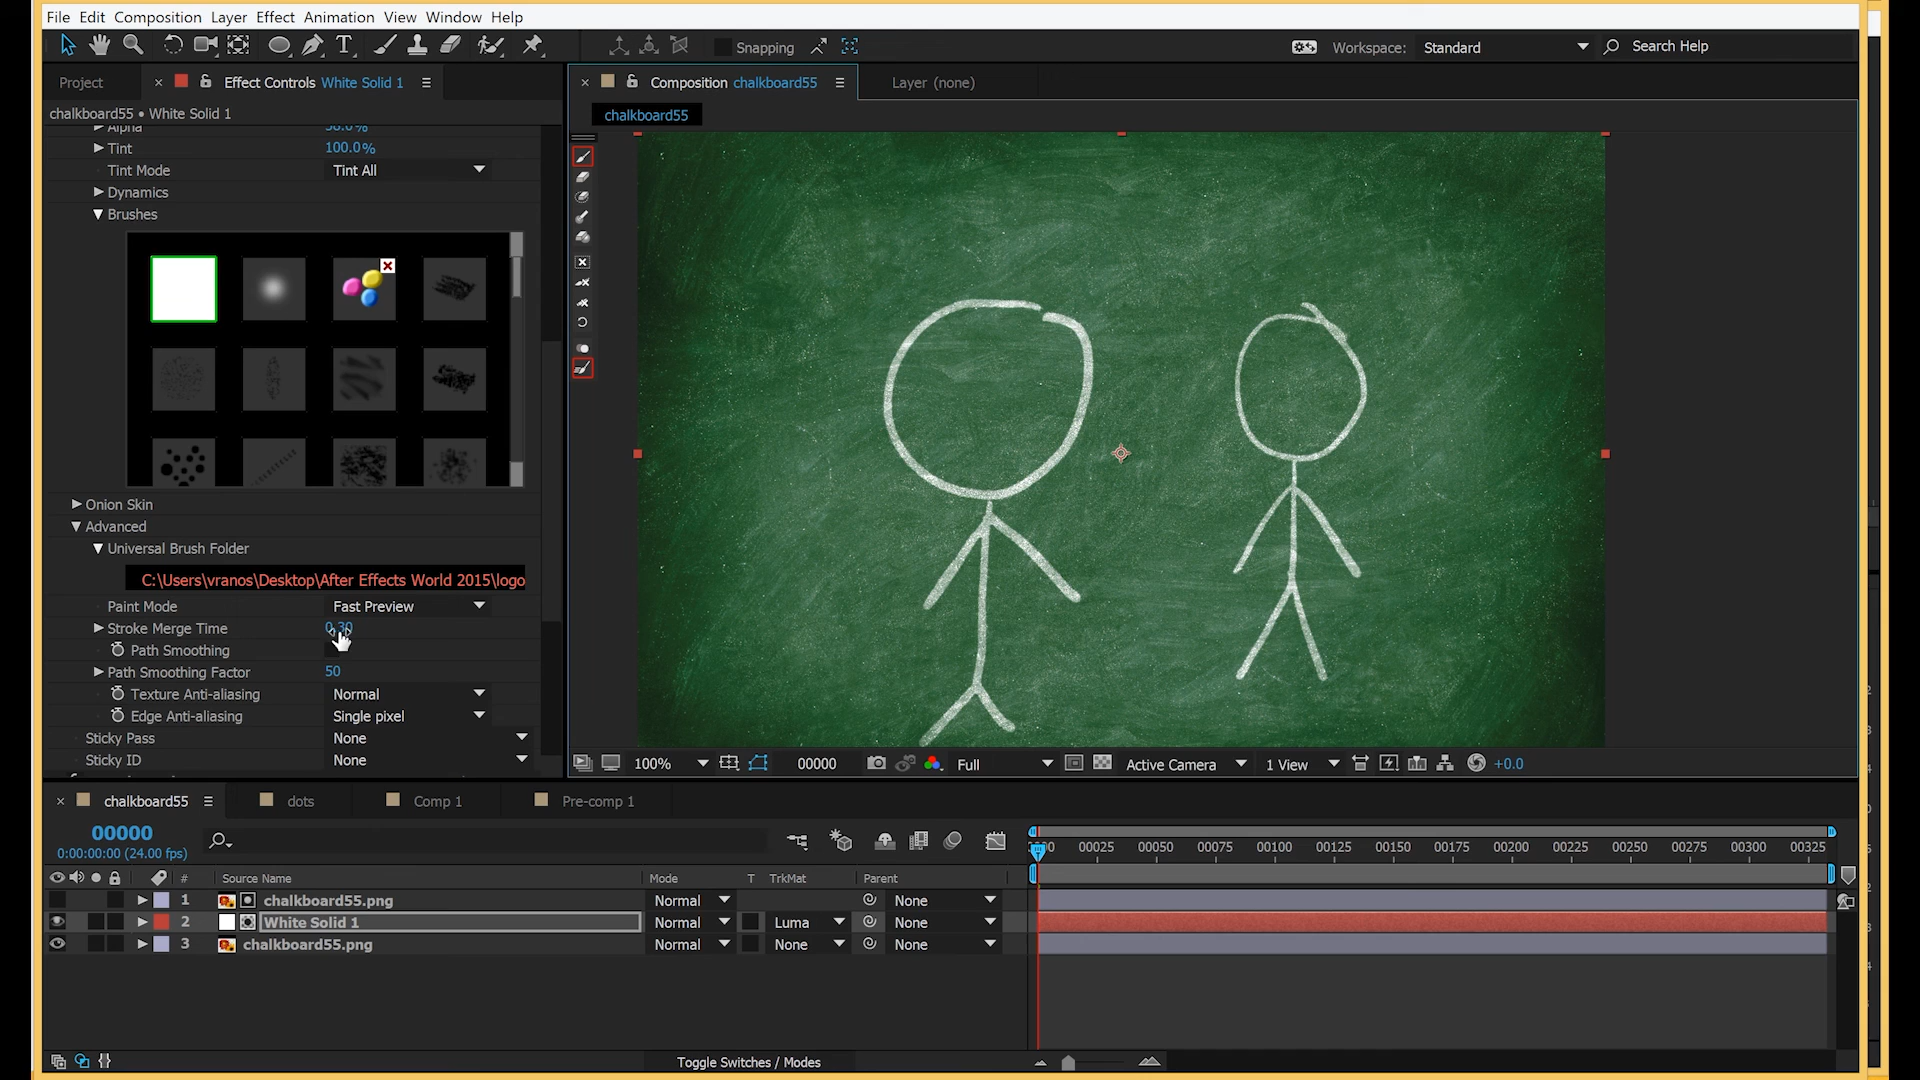 File Edit Composition Layer Effect Animation View Window Help
T Snapping Workspace: Standard Search Help
Project × Effect Controls White Solid 1
× Composition chalkboard55 Layer (none)
chalkboard55 • White Solid 1
chalkboard55
Alpha 50.0%
Tint 100.0%
Tint Mode Tint All
Dynamics
Brushes
Onion Skin
Advanced
Universal Brush Folder
C:\Users\vranos\Desktop\After Effects World 2015\logo
Paint Mode Fast Preview
Stroke Merge Time 0.30
Path Smoothing
Path Smoothing Factor 50
Texture Anti-aliasing Normal
Edge Anti-aliasing Single pixel
Sticky Pass None
Sticky ID None
100% 00000 Full Active Camera 1 View +0.0
× chalkboard55 dots Comp 1 Pre-comp 1
00000
0:00:00:00 (24.00 fps)
00025 00050 00075 00100 00125 00150 00175 00200 00225 00250 00275 00300 00325
# Source Name Mode T TrkMat Parent
1 chalkboard55.png Normal None
2 White Solid 1 Normal Luma None
3 chalkboard55.png Normal None None
Toggle Switches / Modes